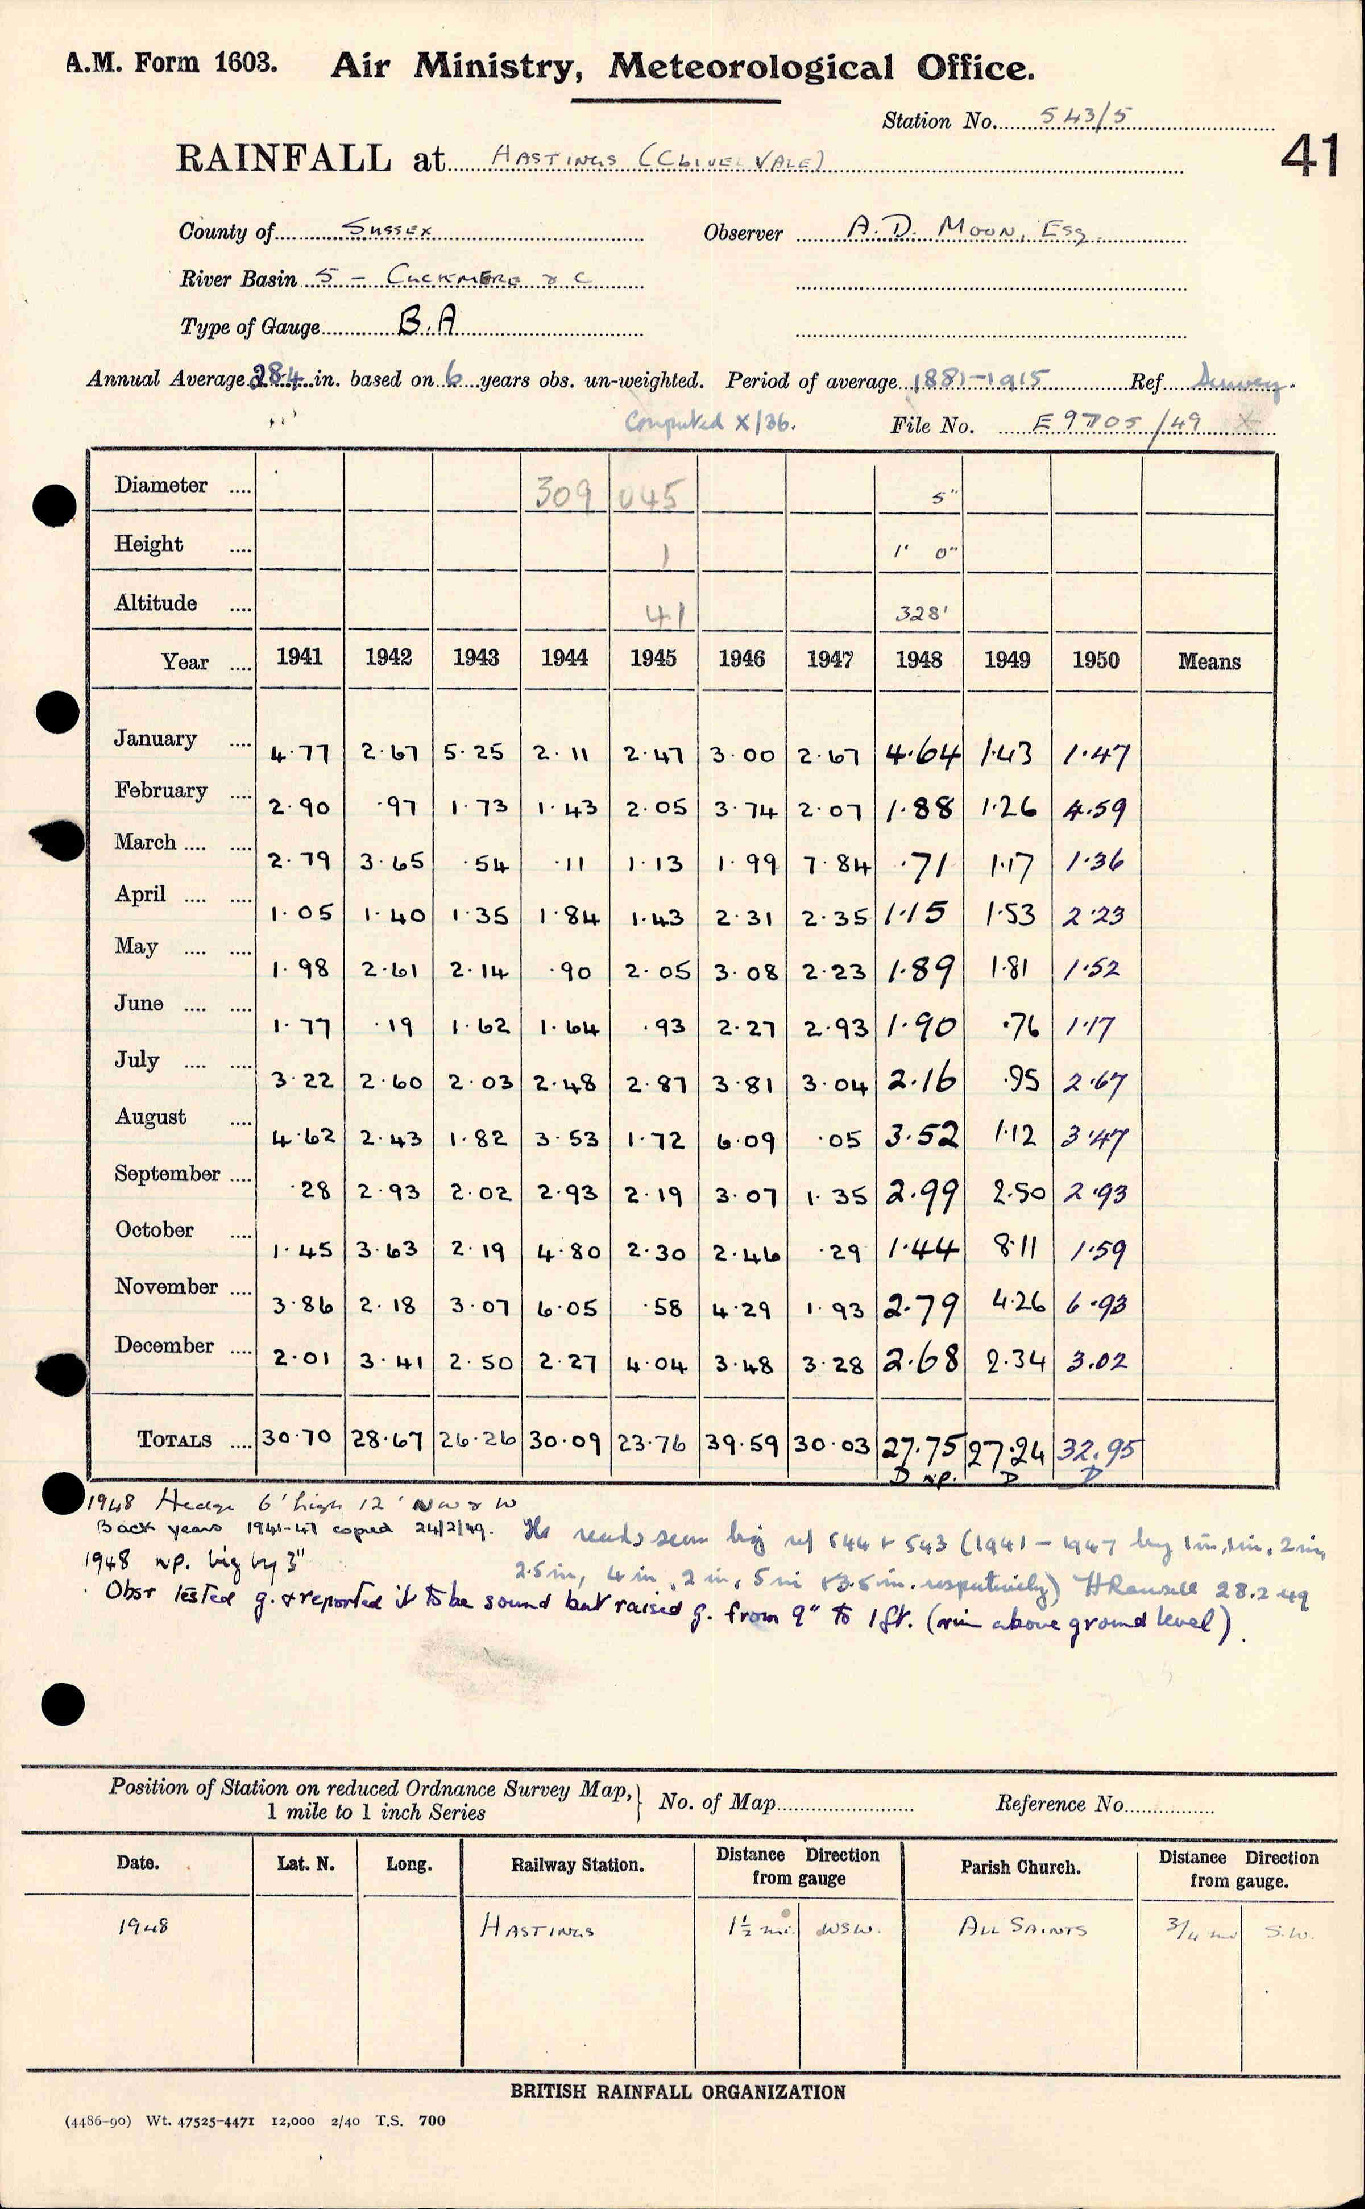 A.M. Form 1603. Air Ministry, Meteorological Office.
Station No. 543/5
41
RAINFALL at HASTINGS (CLIVE VALE)
County of SUSSEX Observer A. D. MOON, ESQ.
River Basin 5 - CUCKMERE & C
Type of Gauge B.A
Annual Average 28.4 in. based on 6 years obs. un-weighted. Period of average 1881-1915 Ref
Computed X/36. File No. E9705/49 X
Diameter .... 309 045 5"
Height .... 1 1' 0"
Altitude .... 41 328'
Year .... 1941 1942 1943 1944 1945 1946 1947 1948 1949 1950 Means
January .... 4.77 2.67 5.25 2.11 2.47 3.00 2.67 4.64 1.43 1.47
February .... 2.90 .97 1.73 1.43 2.05 3.74 2.07 1.88 1.26 4.59
March .... .... 2.79 3.65 .54 .11 1.13 1.99 7.84 .71 1.17 1.36
April .... .... 1.05 1.40 1.35 1.84 1.43 2.31 2.35 1.15 1.53 2.23
May .... .... 1.98 2.61 2.14 .90 2.05 3.08 2.23 1.89 1.81 1.52
June .... .... 1.77 .19 1.62 1.64 .93 2.27 2.93 1.90 .76 1.17
July .... .... 3.22 2.60 2.03 2.48 2.87 3.81 3.04 2.16 .95 2.67
August .... 4.62 2.43 1.82 3.53 1.72 6.09 .05 3.52 1.12 3.47
September .... .28 2.93 2.02 2.93 2.19 3.07 1.35 2.99 2.50 2.93
October .... 1.45 3.63 2.19 4.80 2.30 2.46 .29 1.44 8.11 1.59
November .... 3.86 2.18 3.07 6.05 .58 4.29 1.93 2.79 4.26 6.93
December .... 2.01 3.41 2.50 2.27 4.04 3.48 3.28 2.68 2.34 3.02
TOTALS .... 30.70 28.67 26.26 30.09 23.76 39.59 30.03 27.75 27.24 32.95
D n.p. D D
1948 Hedge 6' high 12' NW & W
Back years 1941-47 copied 24/2/49. The reads seem big w/ 544 & 543 (1941 - 1947 by 1 in, 1 in, 2 in,
1948 n.p. big by 3" 2.5 in, 4 in, 2 in, 5 in & 3.5 in. respectively) 28.2.49
Obsr tested g. & reported it to be sound but raised g. from 9" to 1 ft. (rim above ground level).
Position of Station on reduced Ordnance Survey Map, 1 mile to 1 inch Series } No. of Map Reference No.
Date. Lat. N. Long. Railway Station. Distance Direction from gauge Parish Church. Distance Direction from gauge.
1948 HASTINGS 1½ mi. WSW. ALL SAINTS 3/4 mi S.W.
BRITISH RAINFALL ORGANIZATION
(4486-90) Wt. 47525-4471 12,000 2/40 T.S. 700